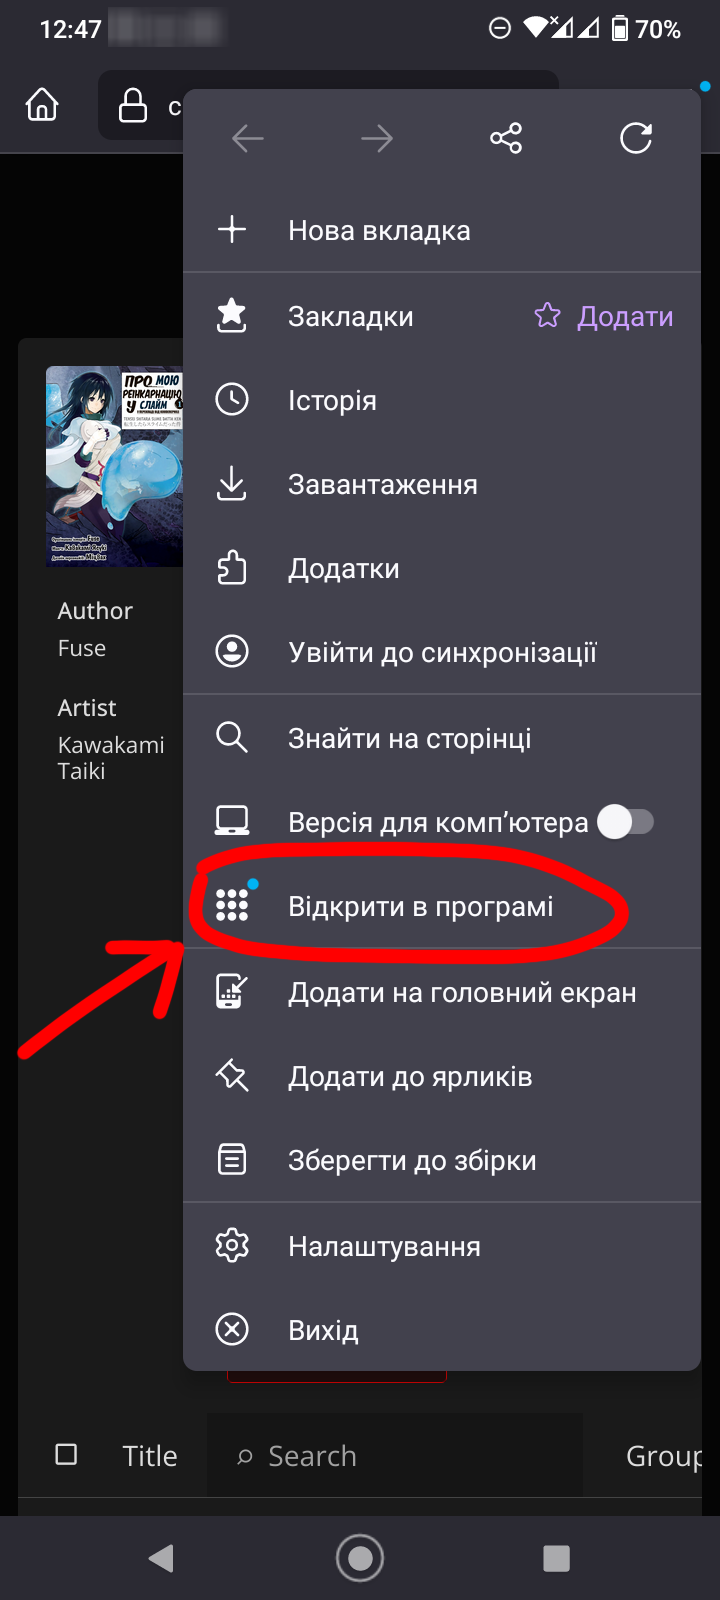 12:47
70%
c
Нова вкладка
Закладки
Додати
Історія
Завантаження
Додатки
Увійти до синхронізації
Знайти на сторінці
Версія для комп’ютера
Відкрити в програмі
Додати на головний екран
Додати до ярликів
Зберегти до збірки
Налаштування
Вихід
ПРО МОЮ
РЕІНКАРНАЦІЮ
У СЛАЙМ
Author
Fuse
Artist
Kawakami
Taiki
Title
Search
Group